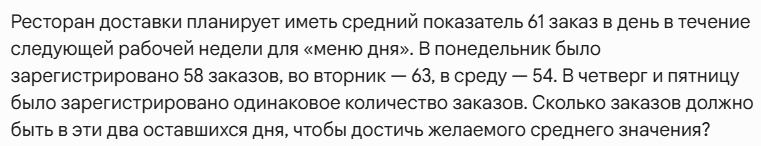 Ресторан доставки планирует иметь средний показатель 61 заказ в день в течение
следующей рабочей недели для «меню дня». В понедельник было
зарегистрировано 58 заказов, во вторник — 63, в среду — 54. В четверг и пятницу
было зарегистрировано одинаковое количество заказов. Сколько заказов должно
быть в эти два оставшихся дня, чтобы достичь желаемого среднего значения?